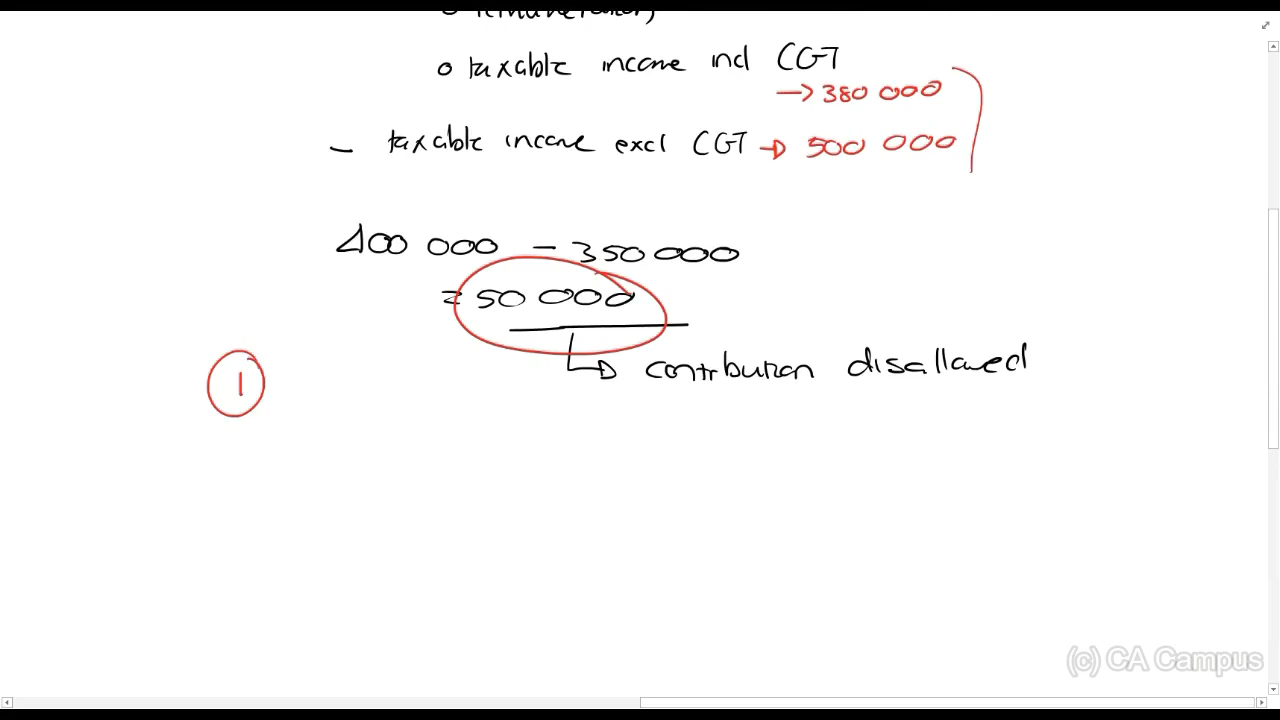 o remuneration,
o taxable income incl CGT
→ 380 000
- taxable income excl CGT → 500 000
400 000 - 350 000
= 50 000
↳ contribution disallowed
1
(c) CA Campus